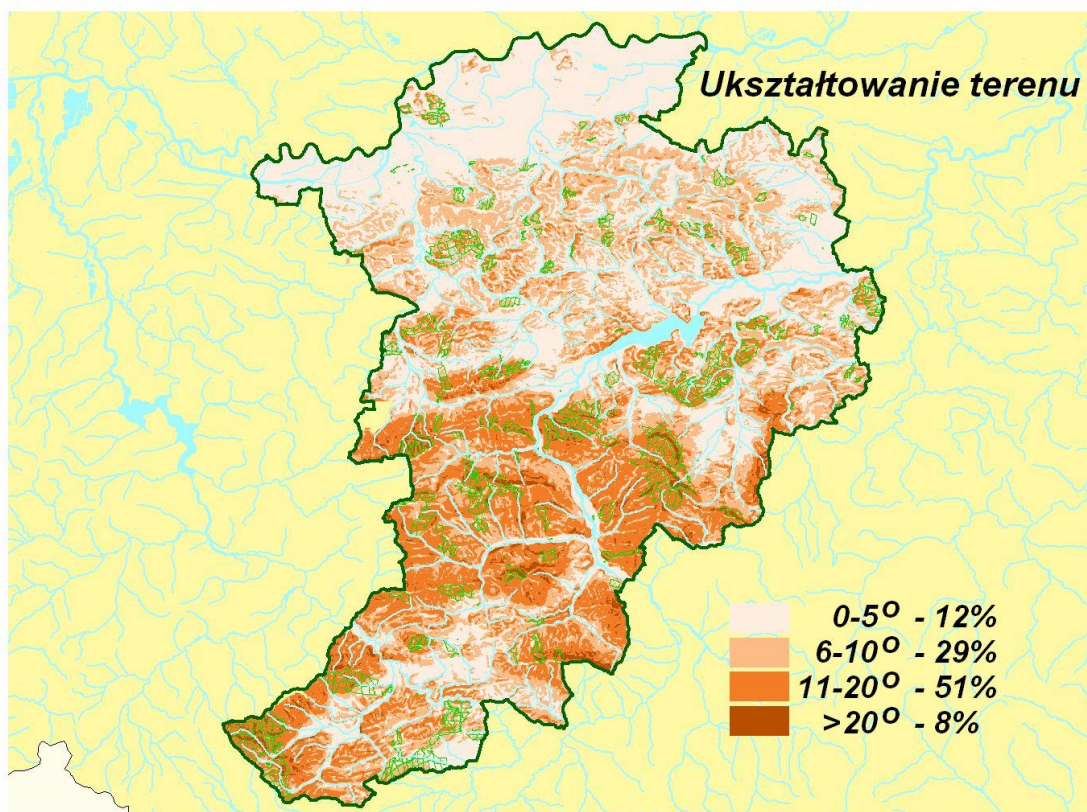 Ukształtowanie terenu
0-5° - 12%
6-10° - 29%
11-20° - 51%
>20° - 8%